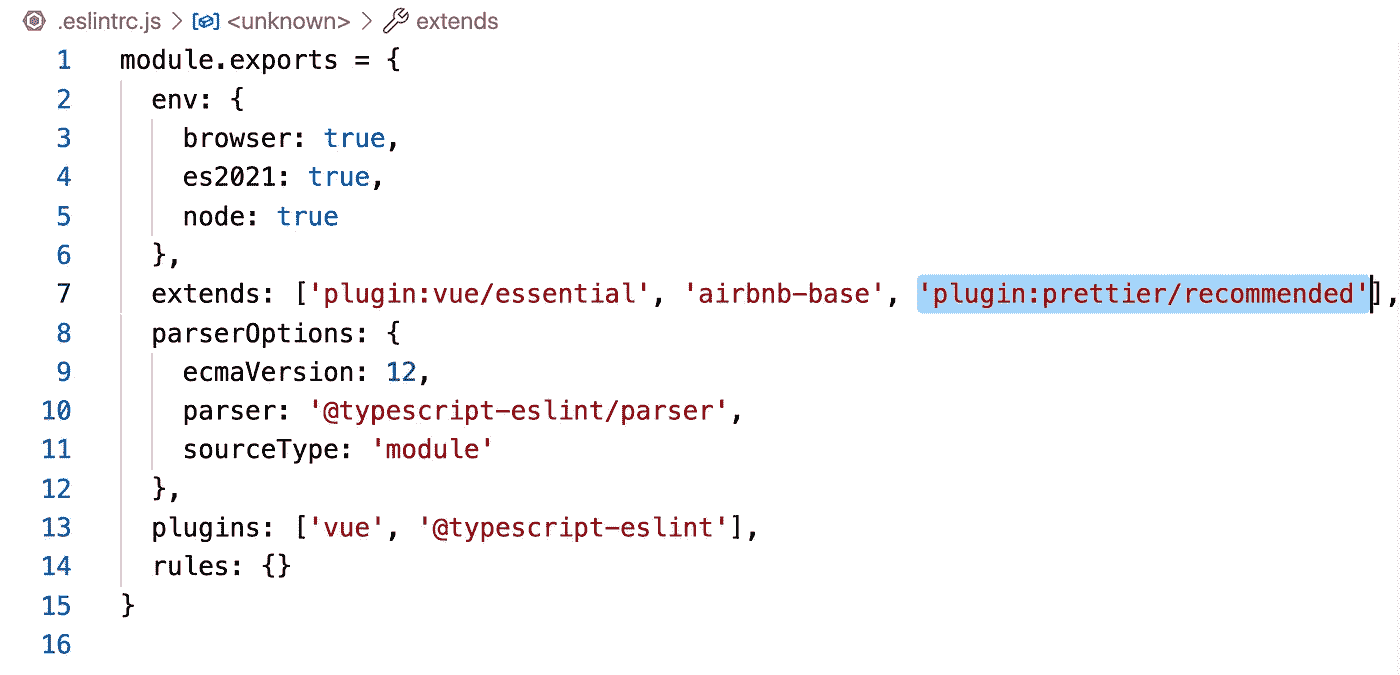 .eslintrc.js > <unknown> > extends
1 module.exports = {
2   env: {
3     browser: true,
4     es2021: true,
5     node: true
6   },
7   extends: ['plugin:vue/essential', 'airbnb-base', 'plugin:prettier/recommended'],
8   parserOptions: {
9     ecmaVersion: 12,
10     parser: '@typescript-eslint/parser',
11     sourceType: 'module'
12   },
13   plugins: ['vue', '@typescript-eslint'],
14   rules: {}
15 }
16